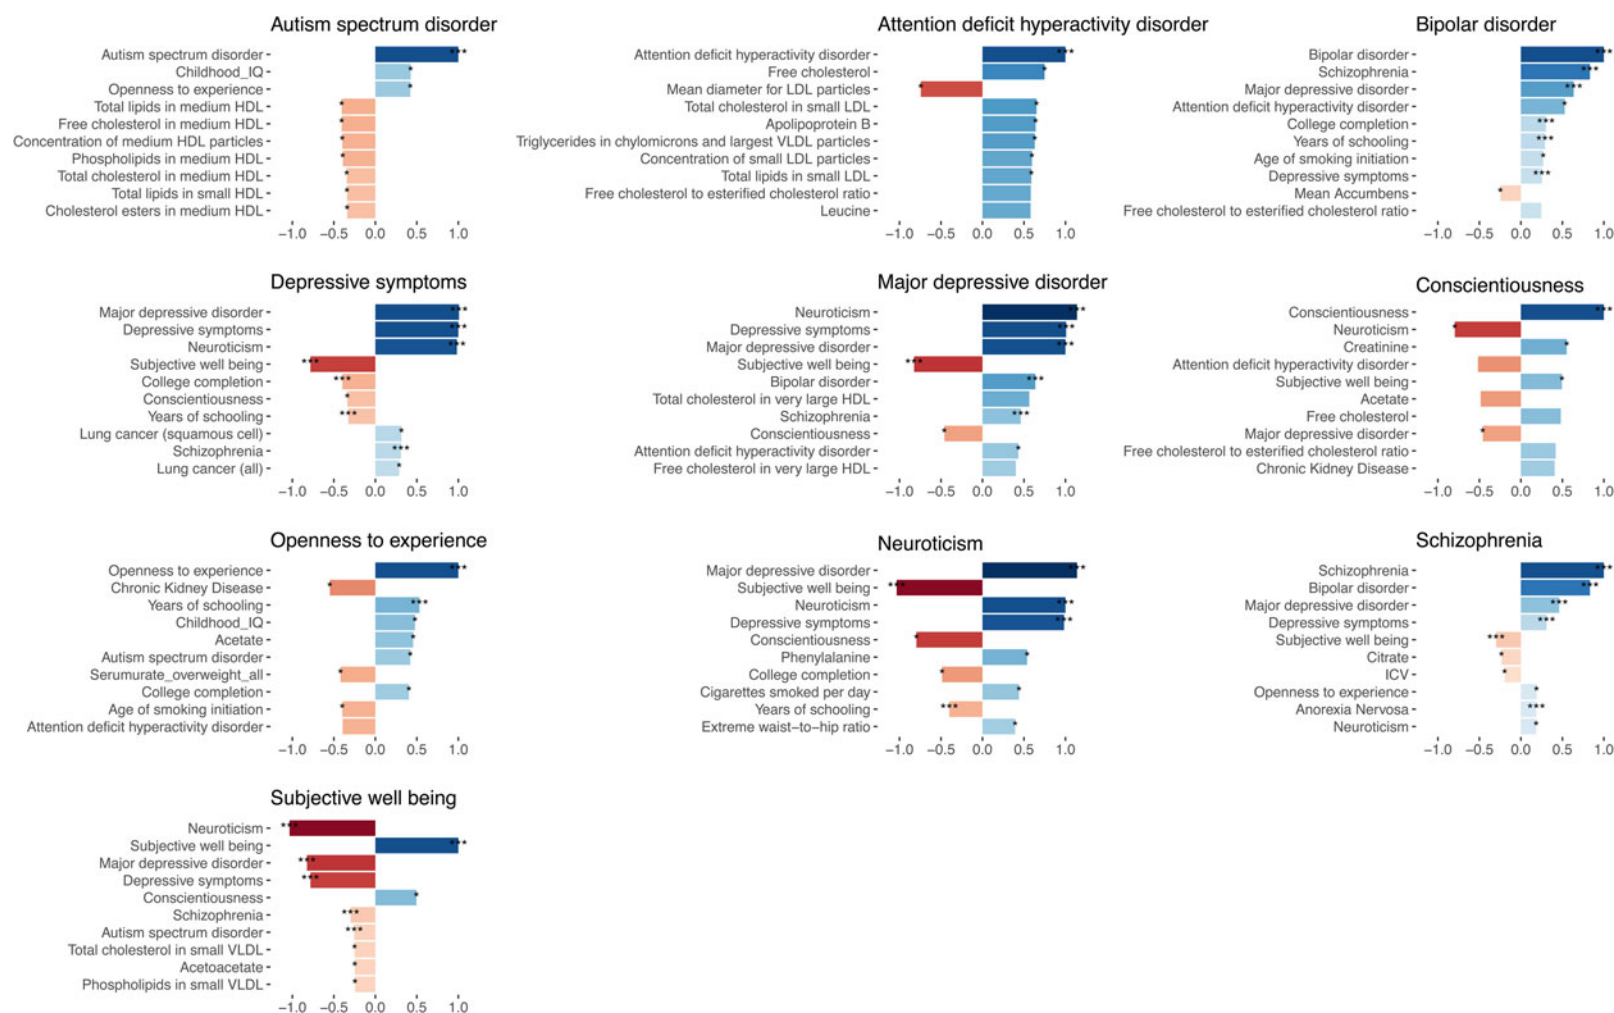 Autism spectrum disorder
Autism spectrum disorder
Childhood_IQ
Openness to experience
Total lipids in medium HDL
Free cholesterol in medium HDL
Concentration of medium HDL particles
Phospholipids in medium HDL
Total cholesterol in medium HDL
Total lipids in small HDL
Cholesterol esters in medium HDL
−1.0 −0.5 0.0 0.5 1.0
Attention deficit hyperactivity disorder
Attention deficit hyperactivity disorder
Free cholesterol
Mean diameter for LDL particles
Total cholesterol in small LDL
Apolipoprotein B
Triglycerides in chylomicrons and largest VLDL particles
Concentration of small LDL particles
Total lipids in small LDL
Free cholesterol to esterified cholesterol ratio
Leucine
−1.0 −0.5 0.0 0.5 1.0
Bipolar disorder
Bipolar disorder
Schizophrenia
Major depressive disorder
Attention deficit hyperactivity disorder
College completion
Years of schooling
Age of smoking initiation
Depressive symptoms
Mean Accumbens
Free cholesterol to esterified cholesterol ratio
−1.0 −0.5 0.0 0.5 1.0
Depressive symptoms
Major depressive disorder
Depressive symptoms
Neuroticism
Subjective well being
College completion
Conscientiousness
Years of schooling
Lung cancer (squamous cell)
Schizophrenia
Lung cancer (all)
−1.0 −0.5 0.0 0.5 1.0
Major depressive disorder
Neuroticism
Depressive symptoms
Major depressive disorder
Subjective well being
Bipolar disorder
Total cholesterol in very large HDL
Schizophrenia
Conscientiousness
Attention deficit hyperactivity disorder
Free cholesterol in very large HDL
−1.0 −0.5 0.0 0.5 1.0
Conscientiousness
Conscientiousness
Neuroticism
Creatinine
Attention deficit hyperactivity disorder
Subjective well being
Acetate
Free cholesterol
Major depressive disorder
Free cholesterol to esterified cholesterol ratio
Chronic Kidney Disease
−1.0 −0.5 0.0 0.5 1.0
Openness to experience
Openness to experience
Chronic Kidney Disease
Years of schooling
Childhood_IQ
Acetate
Autism spectrum disorder
Serumurate_overweight_all
College completion
Age of smoking initiation
Attention deficit hyperactivity disorder
−1.0 −0.5 0.0 0.5 1.0
Neuroticism
Major depressive disorder
Subjective well being
Neuroticism
Depressive symptoms
Conscientiousness
Phenylalanine
College completion
Cigarettes smoked per day
Years of schooling
Extreme waist−to−hip ratio
−1.0 −0.5 0.0 0.5 1.0
Schizophrenia
Schizophrenia
Bipolar disorder
Major depressive disorder
Depressive symptoms
Subjective well being
Citrate
ICV
Openness to experience
Anorexia Nervosa
Neuroticism
−1.0 −0.5 0.0 0.5 1.0
Subjective well being
Neuroticism
Subjective well being
Major depressive disorder
Depressive symptoms
Conscientiousness
Schizophrenia
Autism spectrum disorder
Total cholesterol in small VLDL
Acetoacetate
Phospholipids in small VLDL
−1.0 −0.5 0.0 0.5 1.0